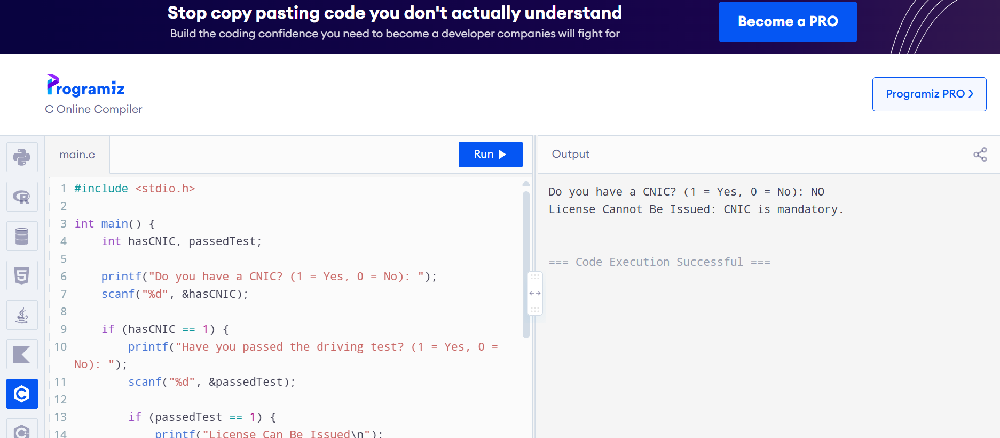 Stop copy pasting code you don't actually understand
Build the coding confidence you need to become a developer companies will fight for
Become a PRO
Programiz
C Online Compiler
Programiz PRO
main.c
Run
Output
1 #include <stdio.h>
2
3 int main() {
4     int hasCNIC, passedTest;
5
6     printf("Do you have a CNIC? (1 = Yes, 0 = No): ");
7     scanf("%d", &hasCNIC);
8
9     if (hasCNIC == 1) {
10         printf("Have you passed the driving test? (1 = Yes, 0 =
No): ");
11         scanf("%d", &passedTest);
12
13         if (passedTest == 1) {
14             printf("License Can Be Issued\n");
Do you have a CNIC? (1 = Yes, 0 = No): NO
License Cannot Be Issued: CNIC is mandatory.
=== Code Execution Successful ===